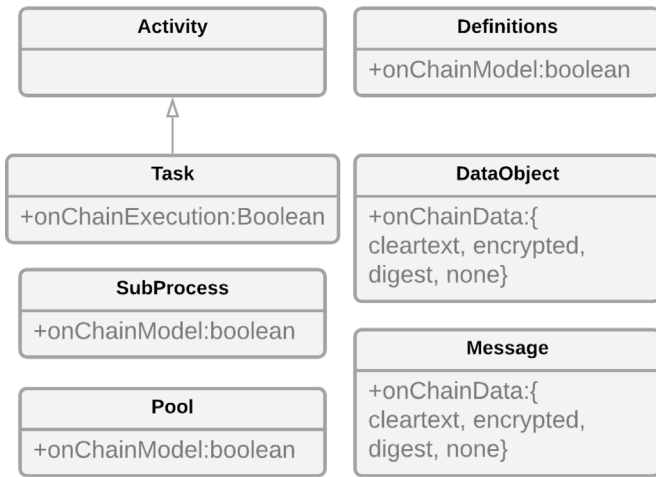 Activity
Task
+onChainExecution:Boolean
SubProcess
+onChainModel:boolean
Pool
+onChainModel:boolean
Definitions
+onChainModel:boolean
DataObject
+onChainData:{
cleartext, encrypted,
digest, none}
Message
+onChainData:{
cleartext, encrypted,
digest, none}